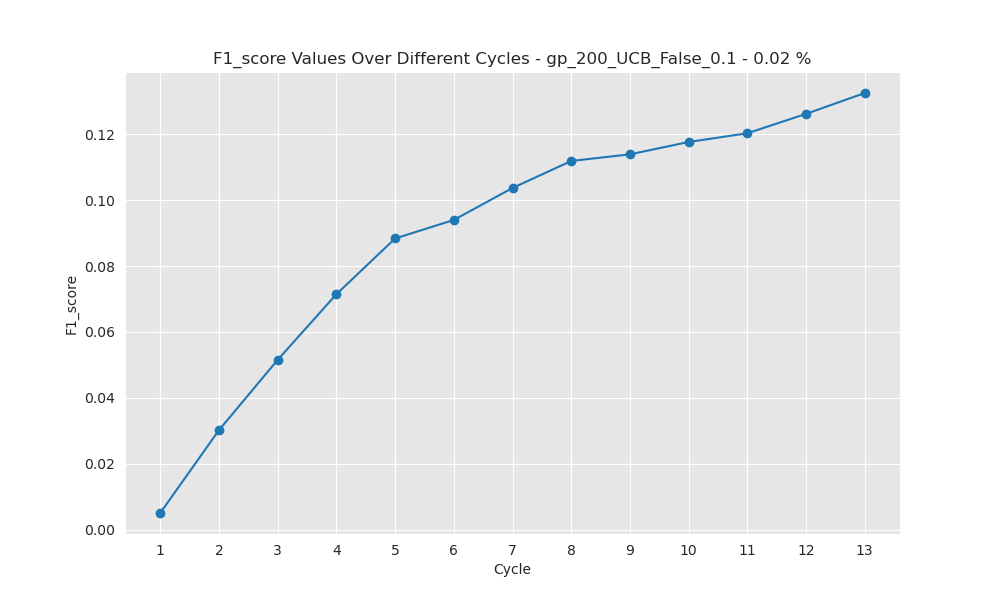 F1_score Values Over Different Cycles - gp_200_UCB_False_0.1 - 0.02 %
0.12
0.10
0.08
0.06
0.04
0.02
0.00
F1_score
1 2 3 4 5 6 7 8 9 10 11 12 13
Cycle